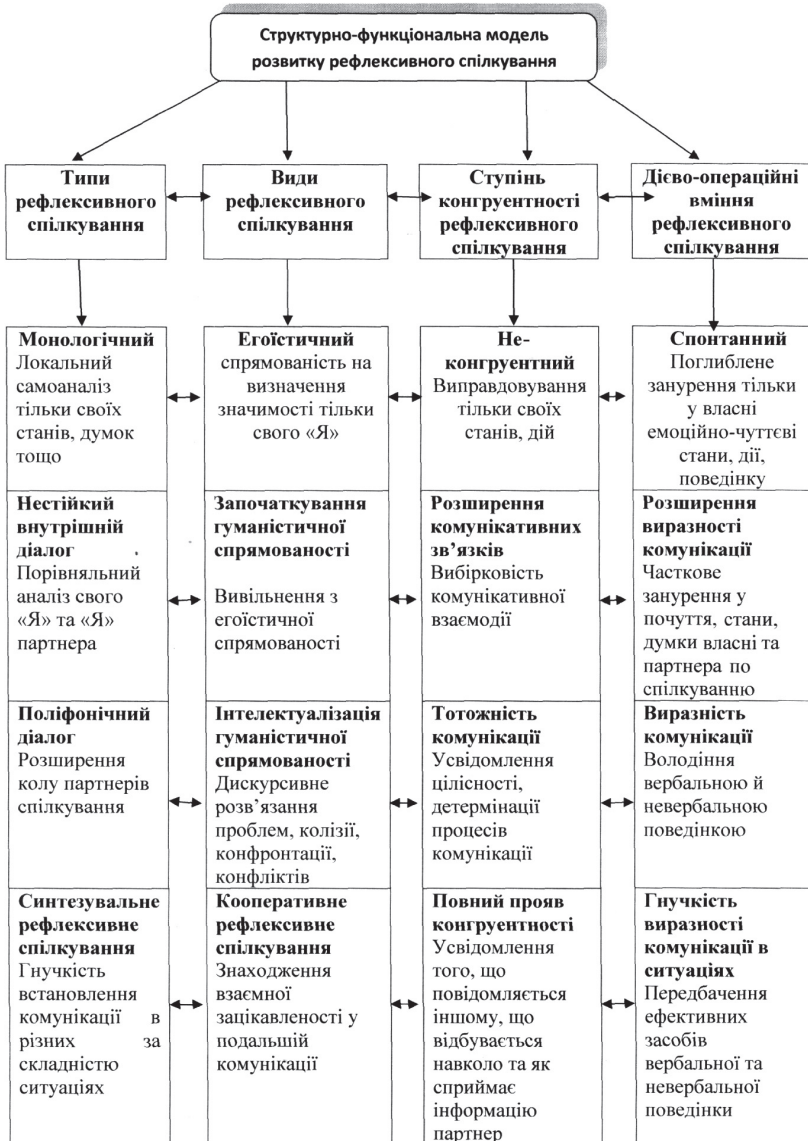 Структурно-функціональна модель
розвитку рефлексивного спілкування
Типи
рефлексивного
спілкування
Види
рефлексивного
спілкування
Ступінь
конгруентності
рефлексивного
спілкування
Дієво-операційні
вміння
рефлексивного
спілкування
Монологічний
Локальний
самоаналіз
тільки своїх
станів, думок
тощо
Егоїстичний
спрямованість на
визначення
значимості тільки
свого «Я»
Не-
конгруентний
Виправдовування
тільки своїх
станів, дій
Спонтанний
Поглиблене
занурення тільки
у власні
емоційно-чуттєві
стани, дії,
поведінку
Нестійкий
внутрішній
діалог
Порівняльний
аналіз свого
«Я» та «Я»
партнера
Започаткування
гуманістичної
спрямованості
Вивільнення з
егоїстичної
спрямованості
Розширення
комунікативних
зв’язків
Вибірковість
комунікативної
взаємодії
Розширення
виразності
комунікації
Часткове
занурення у
почуття, стани,
думки власні та
партнера по
спілкуванню
Поліфонічний
діалог
Розширення
колу партнерів
спілкування
Інтелектуалізація
гуманістичної
спрямованості
Дискурсивне
розв’язання
проблем, колізії,
конфронтації,
конфліктів
Тотожність
комунікації
Усвідомлення
цілісності,
детермінації
процесів
комунікації
Виразність
комунікації
Володіння
вербальною й
невербальною
поведінкою
Синтезувальне
рефлексивне
спілкування
Гнучкість
встановлення
комунікації в
різних за
складністю
ситуаціях
Кооперативне
рефлексивне
спілкування
Знаходження
взаємної
зацікавленості у
подальшій
комунікації
Повний прояв
конгруентності
Усвідомлення
того, що
повідомляється
іншому, що
відбувається
навколо та як
сприймає
інформацію
партнер
Гнучкість
виразності
комунікації в
ситуаціях
Передбачення
ефективних
засобів
вербальної та
невербальної
поведінки